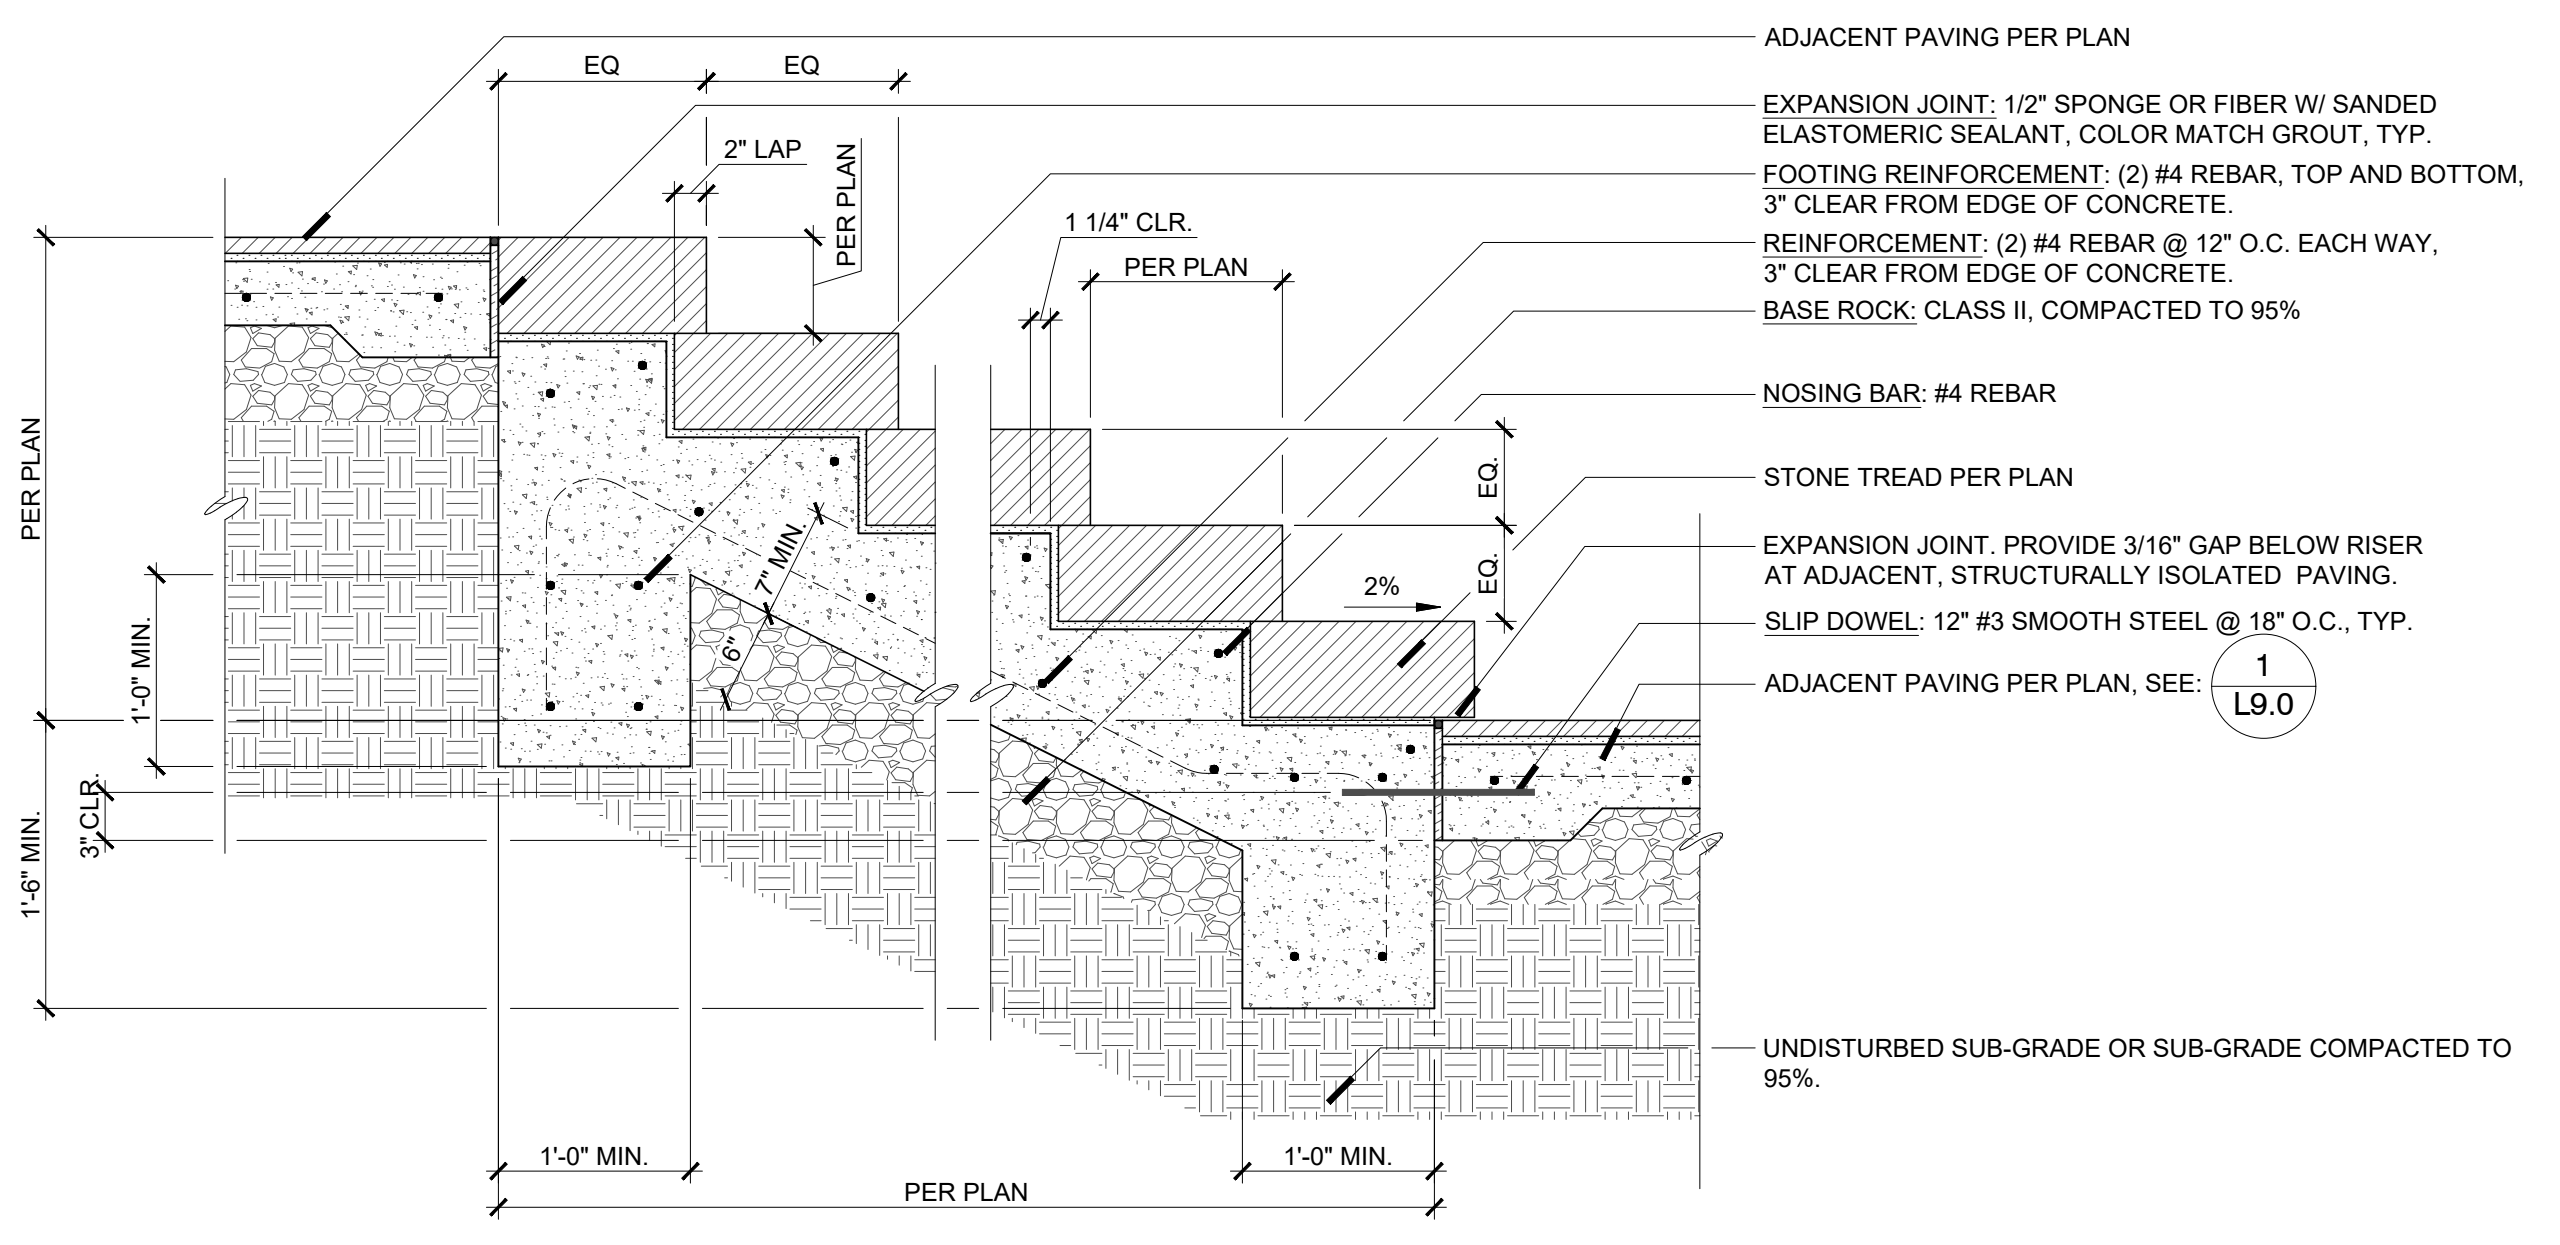 ADJACENT PAVING PER PLAN
EQ
EQ
EXPANSION JOINT: 1/2" SPONGE OR FIBER W/ SANDED
ELASTOMERIC SEALANT, COLOR MATCH GROUT, TYP.
2" LAP
PER PLAN
FOOTING REINFORCEMENT: (2) #4 REBAR, TOP AND BOTTOM,
3" CLEAR FROM EDGE OF CONCRETE.
1 1/4" CLR.
REINFORCEMENT: (2) #4 REBAR @ 12" O.C. EACH WAY,
3" CLEAR FROM EDGE OF CONCRETE.
PER PLAN
BASE ROCK: CLASS II, COMPACTED TO 95%
NOSING BAR: #4 REBAR
PER PLAN
EQ.
STONE TREAD PER PLAN
7" MIN.
EQ.
EXPANSION JOINT. PROVIDE 3/16" GAP BELOW RISER
AT ADJACENT, STRUCTURALLY ISOLATED PAVING.
2%
SLIP DOWEL: 12" #3 SMOOTH STEEL @ 18" O.C., TYP.
6"
1'-0" MIN.
ADJACENT PAVING PER PLAN, SEE:
1
L9.0
3" CLR.
1'-6" MIN.
UNDISTURBED SUB-GRADE OR SUB-GRADE COMPACTED TO
95%.
1'-0" MIN.
1'-0" MIN.
PER PLAN